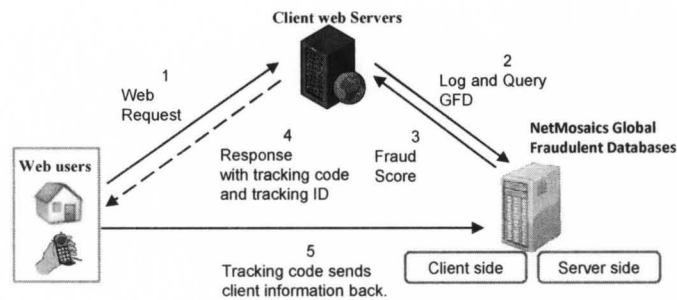 Client web Servers
1
Web
Request
2
Log and Query
GFD
4
Response
with tracking code
and tracking ID
3
Fraud
Score
NetMosaics Global
Fraudulent Databases
Web users
5
Tracking code sends
client information back.
Client side
Server side